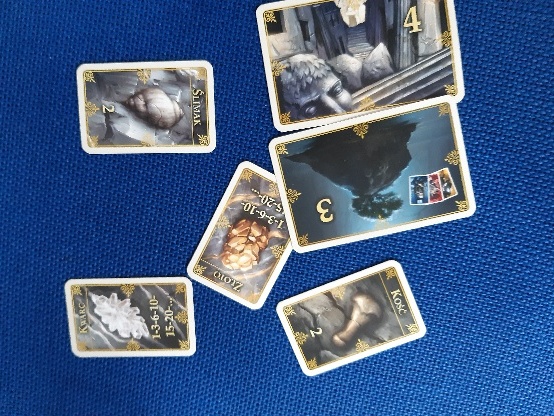 4
ŚLIMAK
2
3
1-3-6-10-
15-20-...
ZŁOTO
KWARC
1-3-6-10-
15-20-...
KOŚĆ
2